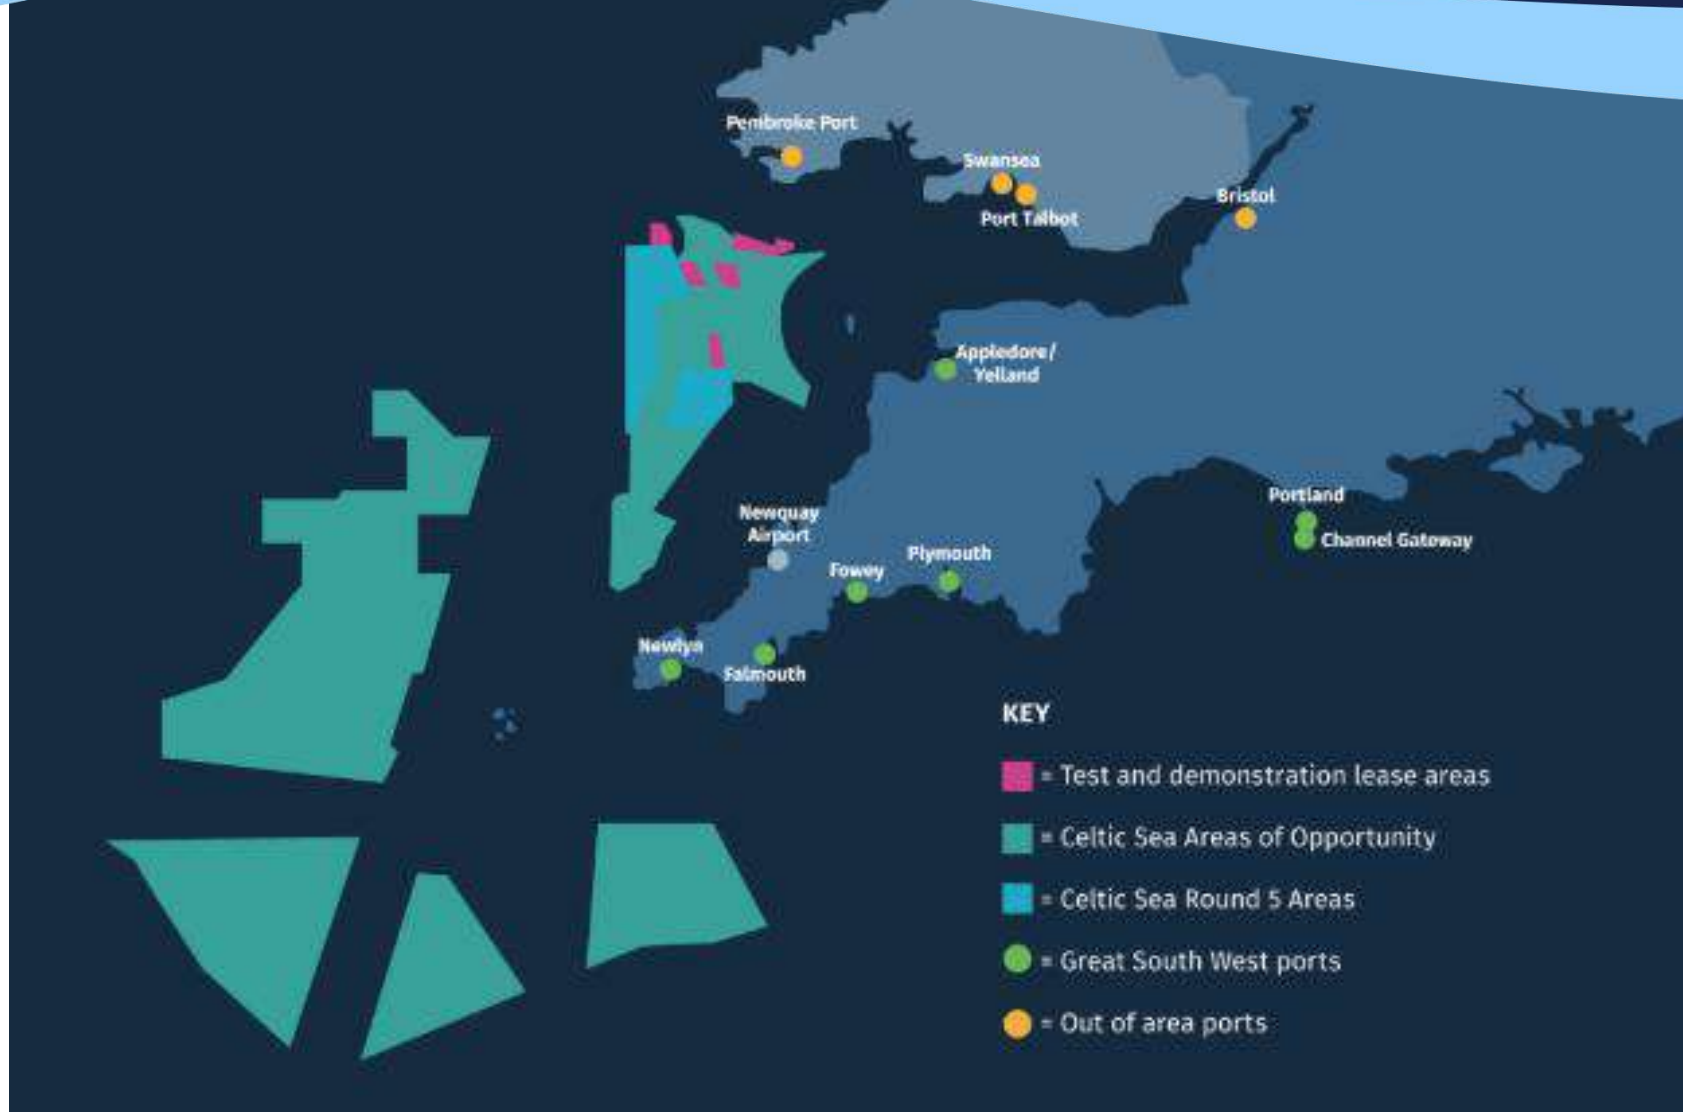 Pembroke Port
Swansea
Port Talbot
Bristol
Appledore/
Yelland
Newquay
Airport
Portland
Channel Gateway
Plymouth
Fowey
Newlyn
Falmouth
KEY
= Test and demonstration lease areas
= Celtic Sea Areas of Opportunity
= Celtic Sea Round 5 Areas
= Great South West ports
= Out of area ports